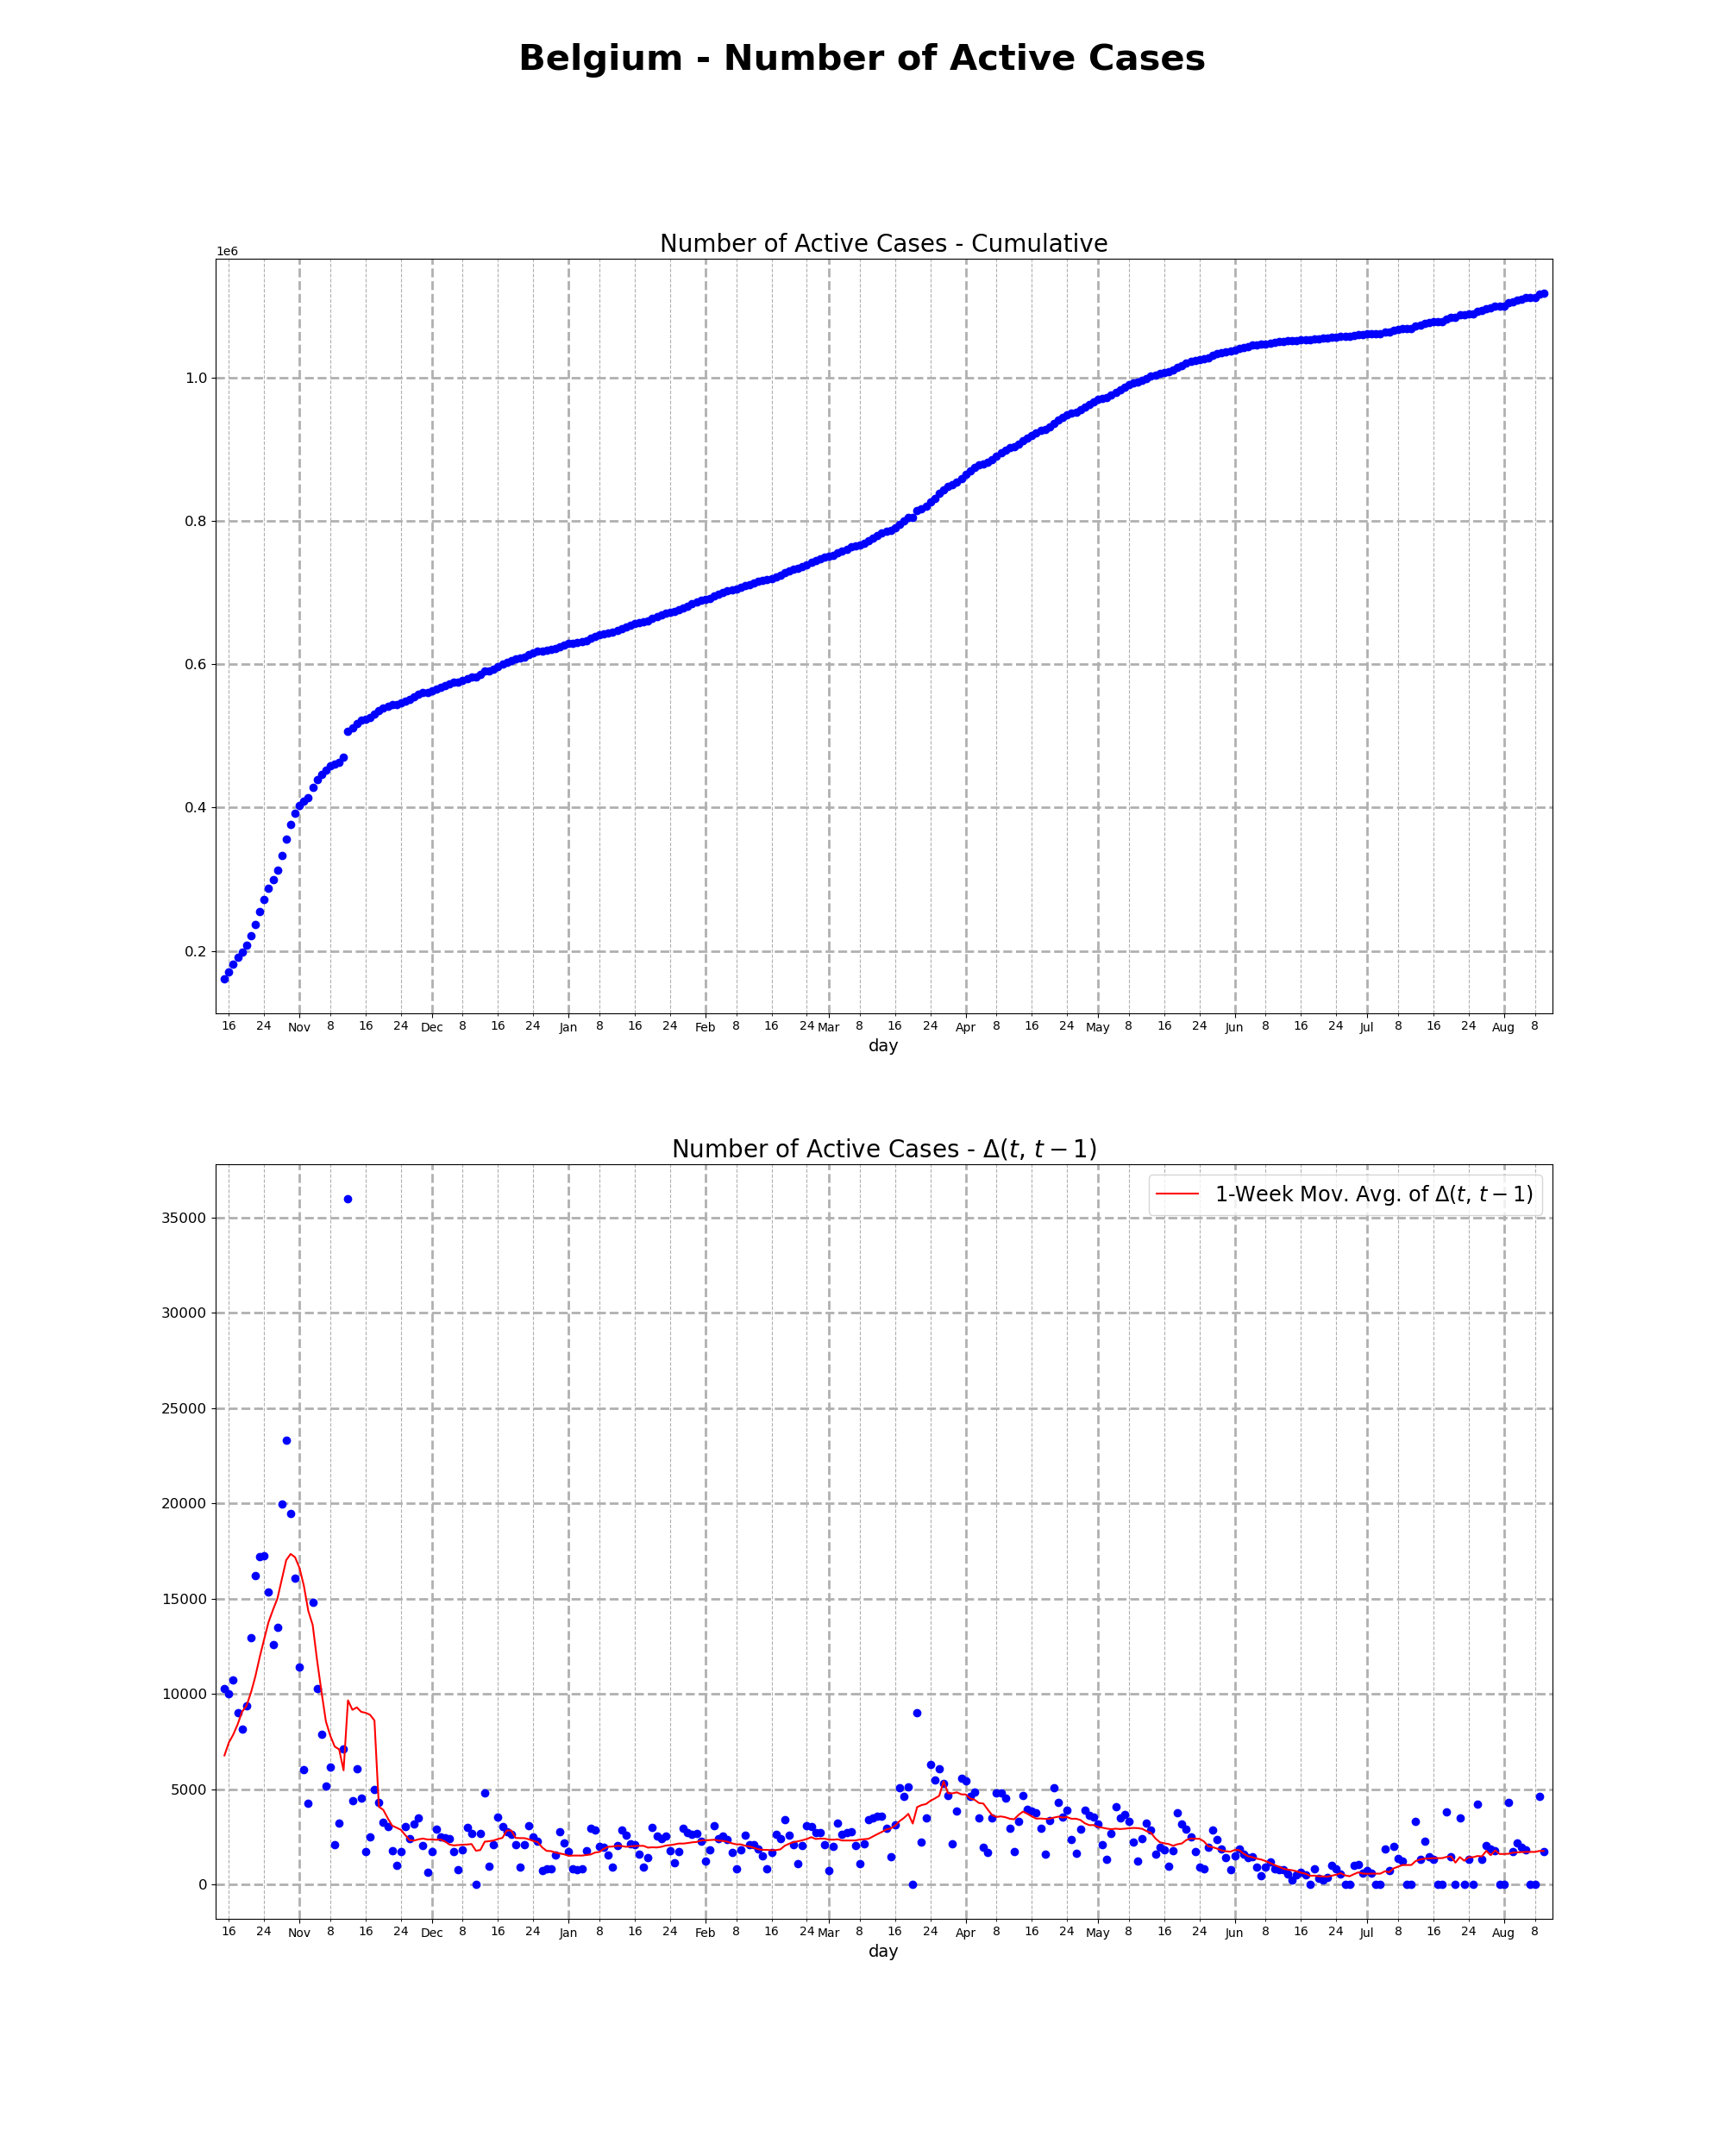 Belgium - Number of Active Cases
Number of Active Cases - Cumulative
1e6
1.0
0.8
0.6
0.4
0.2
16 24 Nov 8 16 24 Dec 8 16 24 Jan 8 16 24 Feb 8 16 24 Mar 8 16 24 Apr 8 16 24 May 8 16 24 Jun 8 16 24 Jul 8 16 24 Aug 8
day
Number of Active Cases - Δ(t, t − 1)
1-Week Mov. Avg. of Δ(t, t − 1)
35000
30000
25000
20000
15000
10000
5000
0
16 24 Nov 8 16 24 Dec 8 16 24 Jan 8 16 24 Feb 8 16 24 Mar 8 16 24 Apr 8 16 24 May 8 16 24 Jun 8 16 24 Jul 8 16 24 Aug 8
day